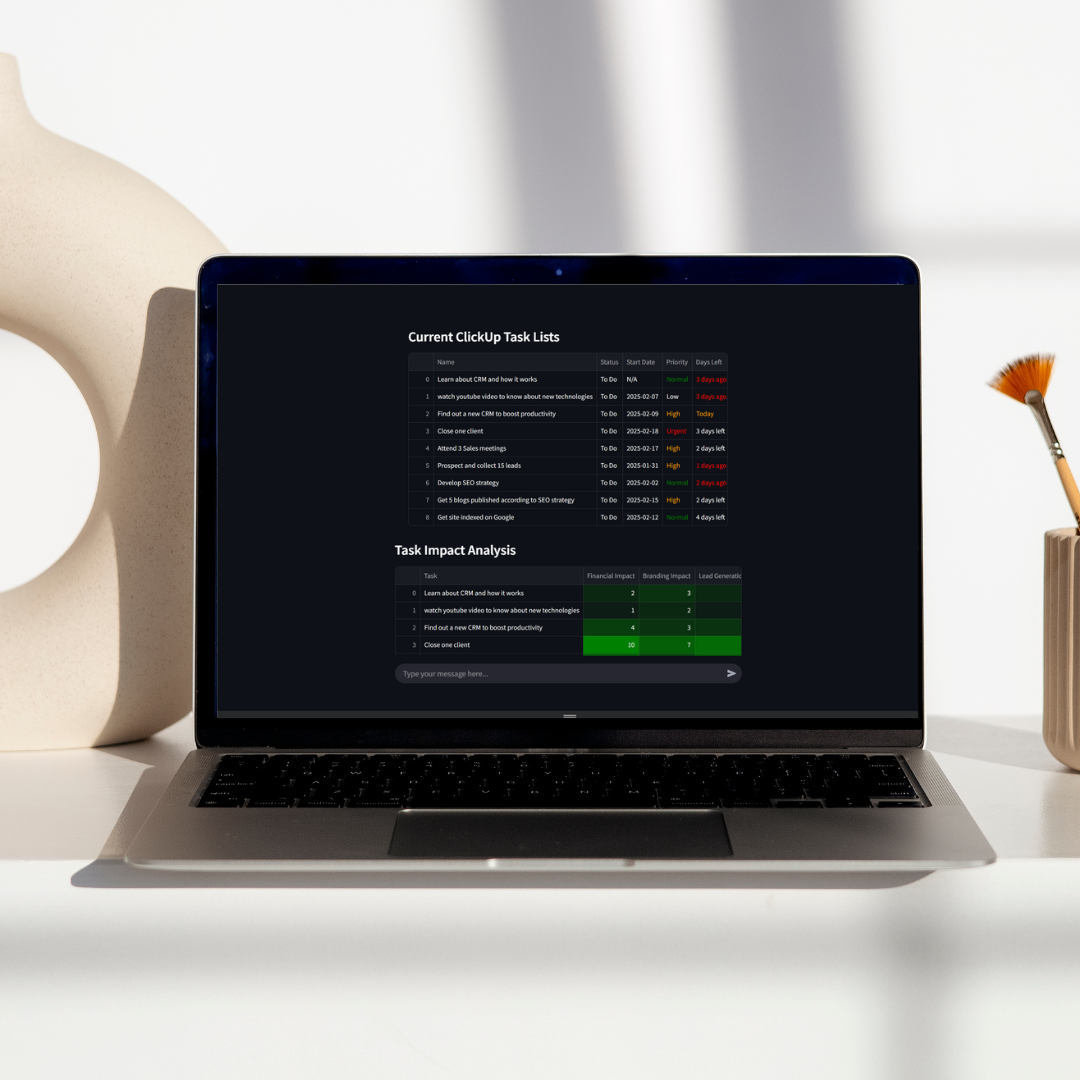 Current ClickUp Task Lists
Name Status Start Date Priority Days Left
0 Learn about CRM and how it works To Do N/A Normal days ago
1 watch youtube video to know about new technologies To Do 2025-02-07 Low days ago
2 Find out a new CRM to boost productivity To Do 2025-02-09 High Today
3 Close one client To Do 2025-02-18 Urgent 3 days left
4 Attend 3 Sales meetings To Do 2025-02-17 High 2 days left
5 Prospect and collect 15 leads To Do 2025-01-31 High days ago
6 Develop SEO strategy To Do 2025-02-02 Normal days ago
7 Get 5 blogs published according to SEO strategy To Do 2025-02-15 High 2 days left
8 Get site indexed on Google To Do 2025-02-12 Normal 4 days left
Task Impact Analysis
Task Financial Impact Branding Impact Lead Generatic
0 Learn about CRM and how it works 2 3
1 watch youtube video to know about new technologies 1 2
2 Find out a new CRM to boost productivity 4 3
3 Close one client 10 7
Type your message here...